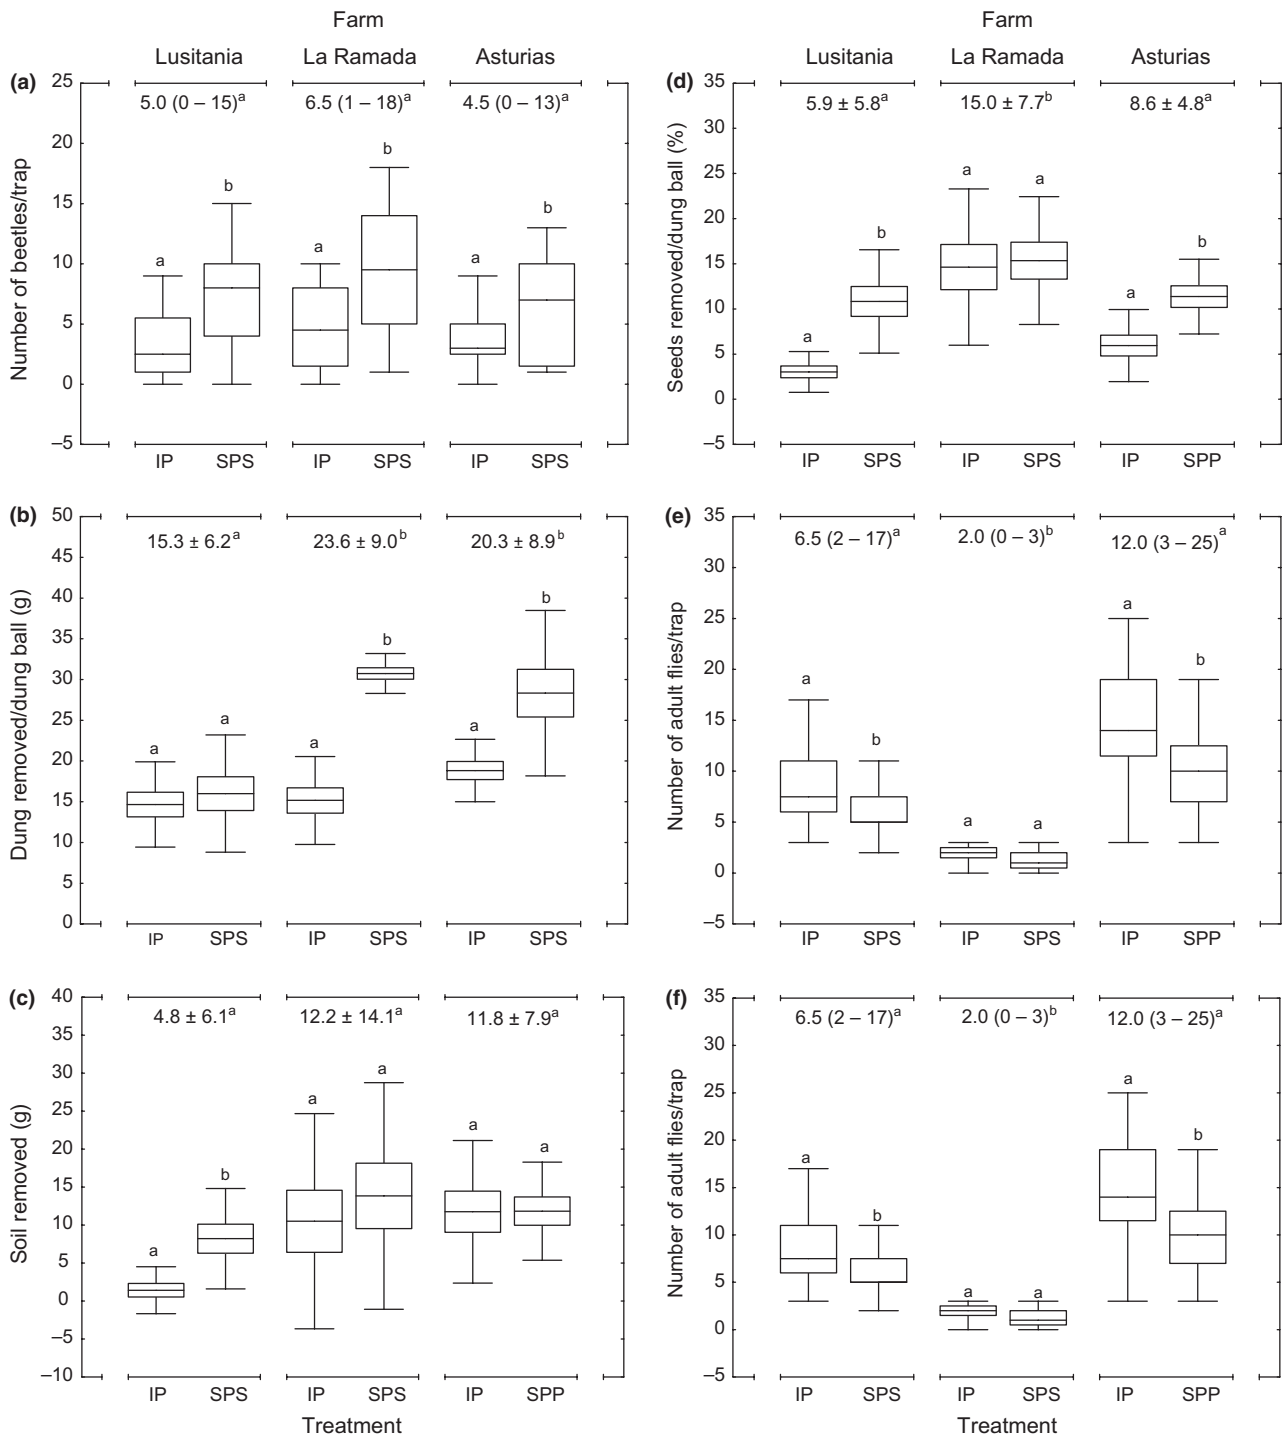 Farm
Lusitania La Ramada Asturias
(a)
5.0 (0 – 15)a 6.5 (1 – 18)a 4.5 (0 – 13)a
Number of beetles/trap
25
20
15
10
5
0
–5
a b a b a b
IP SPS IP SPS IP SPS
(b)
15.3 ± 6.2a 23.6 ± 9.0b 20.3 ± 8.9b
Dung removed/dung ball (g)
50
45
40
35
30
25
20
15
10
5
0
a a a b a b
IP SPS IP SPS IP SPS
(c)
4.8 ± 6.1a 12.2 ± 14.1a 11.8 ± 7.9a
Soil removed (g)
40
35
30
25
20
15
10
5
0
–5
–10
a b a a a a
IP SPS IP SPS IP SPP
Treatment
Farm
Lusitania La Ramada Asturias
(d)
5.9 ± 5.8a 15.0 ± 7.7b 8.6 ± 4.8a
Seeds removed/dung ball (%)
35
30
25
20
15
10
5
0
–5
a b a a a b
IP SPS IP SPS IP SPP
(e)
6.5 (2 – 17)a 2.0 (0 – 3)b 12.0 (3 – 25)a
Number of adult flies/trap
35
30
25
20
15
10
5
0
–5
a b a a a b
IP SPS IP SPS IP SPP
(f)
6.5 (2 – 17)a 2.0 (0 – 3)b 12.0 (3 – 25)a
Number of adult flies/trap
35
30
25
20
15
10
5
0
–5
a b a a a b
IP SPS IP SPS IP SPP
Treatment